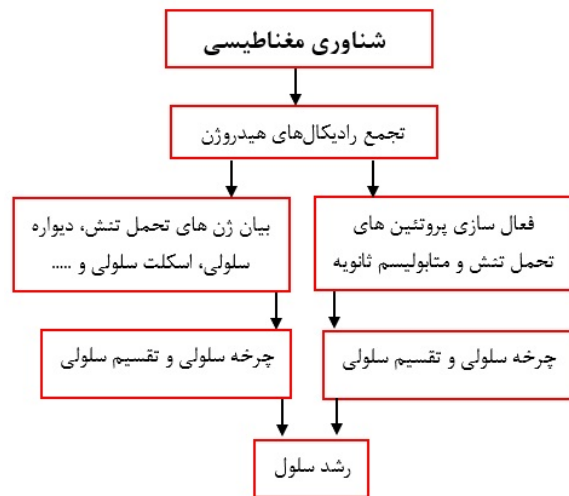 شناوری مغناطیسی
تجمع رادیکال‌های هیدروژن
فعال سازی پروتئین های
تحمل تنش و متابولیسم ثانویه
بیان ژن های تحمل تنش، دیواره
سلولی، اسکلت سلولی و .....
چرخه سلولی و تقسیم سلولی
چرخه سلولی و تقسیم سلولی
رشد سلول